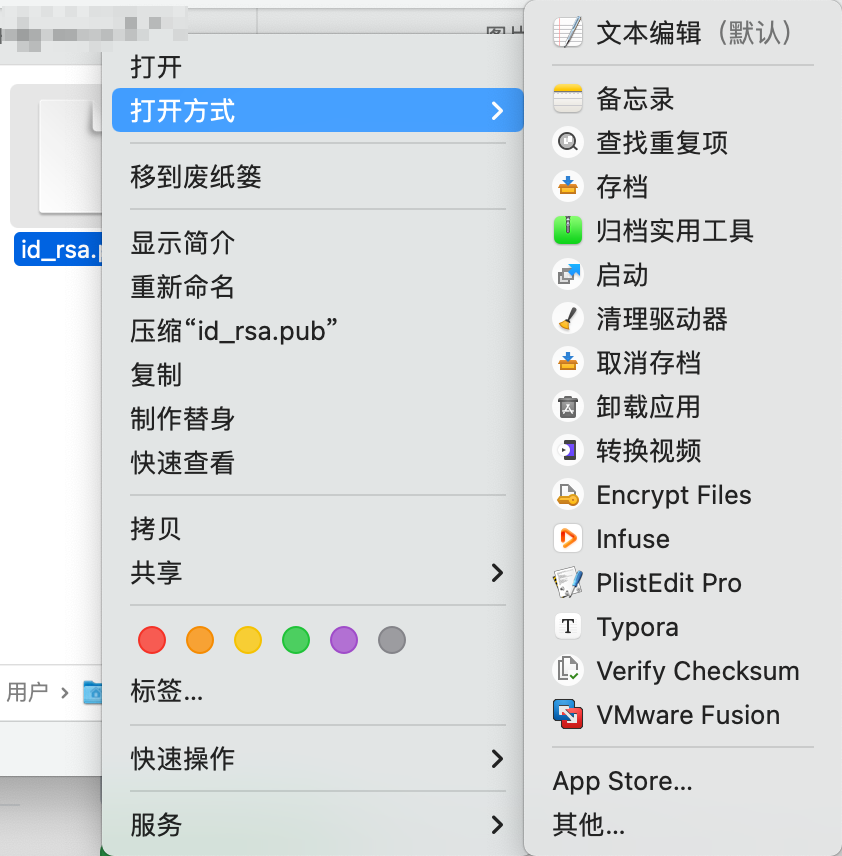 打开
打开方式
移到废纸篓
显示简介
重新命名
压缩“id_rsa.pub”
复制
制作替身
快速查看
拷贝
共享
标签...
快速操作
服务
id_rsa.
用户
文本编辑（默认）
备忘录
查找重复项
存档
归档实用工具
启动
清理驱动器
取消存档
卸载应用
转换视频
Encrypt Files
Infuse
PlistEdit Pro
T Typora
Verify Checksum
VMware Fusion
App Store...
其他...